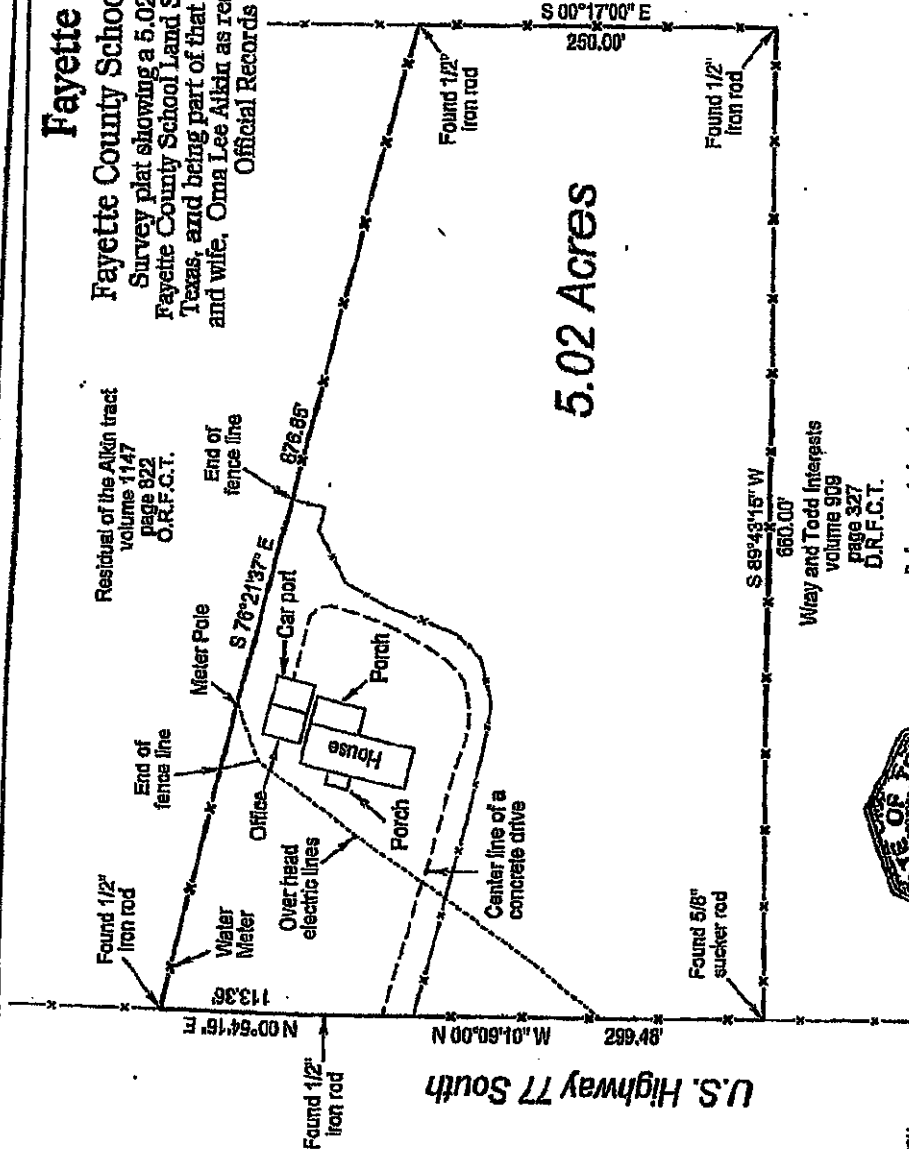 Fayette
Fayette County School
Survey plat showing a 5.02
Fayette County School Land
Texas, and being part of that
and wife, Oma Lee Aikin as
Official Records
S 00°17'00" E
250.00'
Found 1/2"
iron rod
Found 1/2"
iron rod
Residual of the Aikin tract
volume 1147
page 822
O.R.F.C.T.
End of
fence line
676.65'
S 76°21'37" E
Meter Pole
Car port
End of
fence line
Office
Porch
House
Porch
5.02 Acres
Found 1/2"
iron rod
Water
Meter
Over head
electric lines
Center line of a
concrete drive
113.36'
N 00°54'16" E
Found 1/2"
iron rod
N 00°09'10" W
299.48'
U.S. Highway 77 South
Found 5/8"
sucker rod
S 89°43'15" W
660.00'
Wray and Todd Interests
volume 909
page 327
D.R.F.C.T.
OF